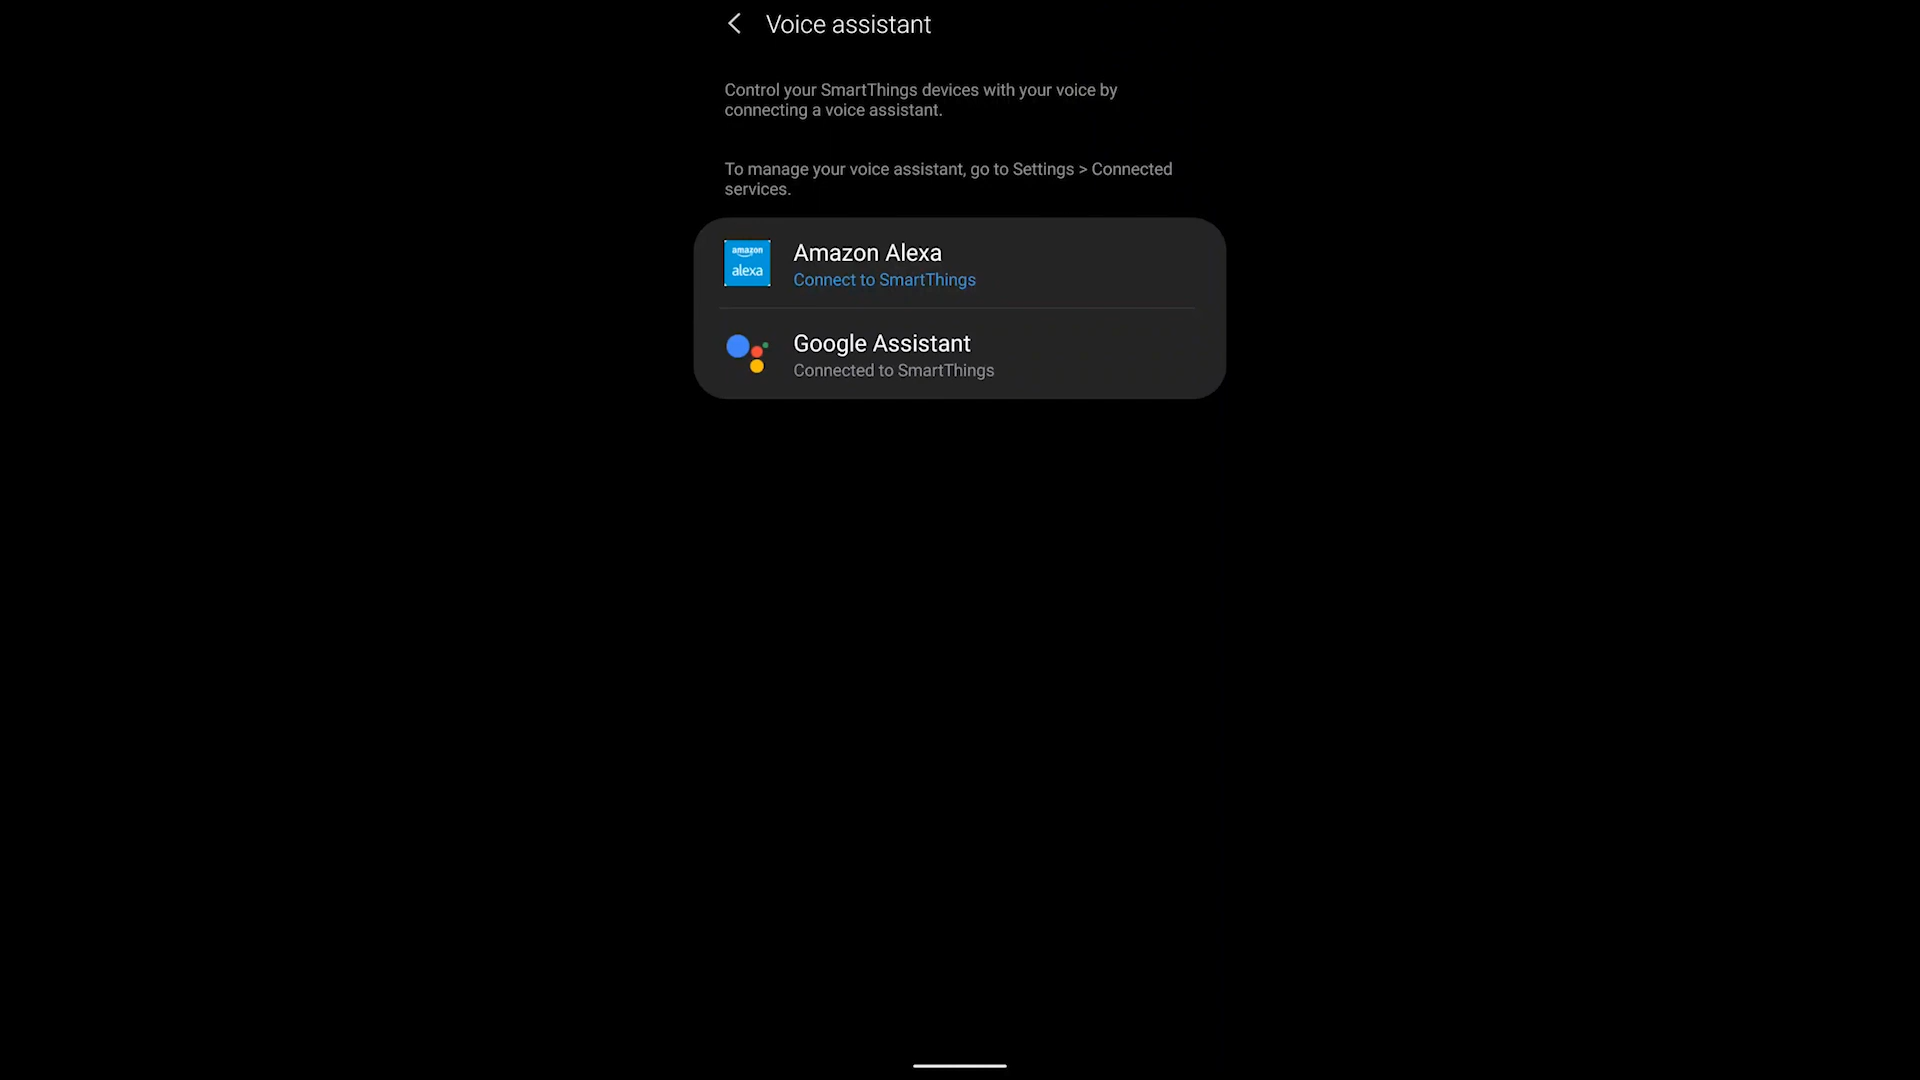 Voice assistant
Control your SmartThings devices with your voice by
connecting a voice assistant.
To manage your voice assistant, go to Settings > Connected
services.
amazon
alexa
Amazon Alexa
Connect to SmartThings
Google Assistant
Connected to SmartThings